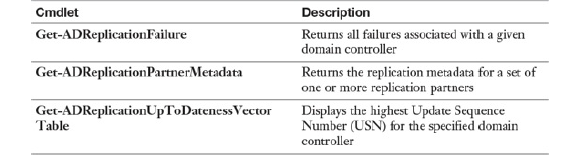 Cmdlet Description
Get-ADReplicationFailure Returns all failures associated with a given
domain controller
Get-ADReplicationPartnerMetadata Returns the replication metadata for a set of
one or more replication partners
Get-ADReplicationUpToDatenessVector Displays the highest Update Sequence
Table Number (USN) for the specified domain
controller